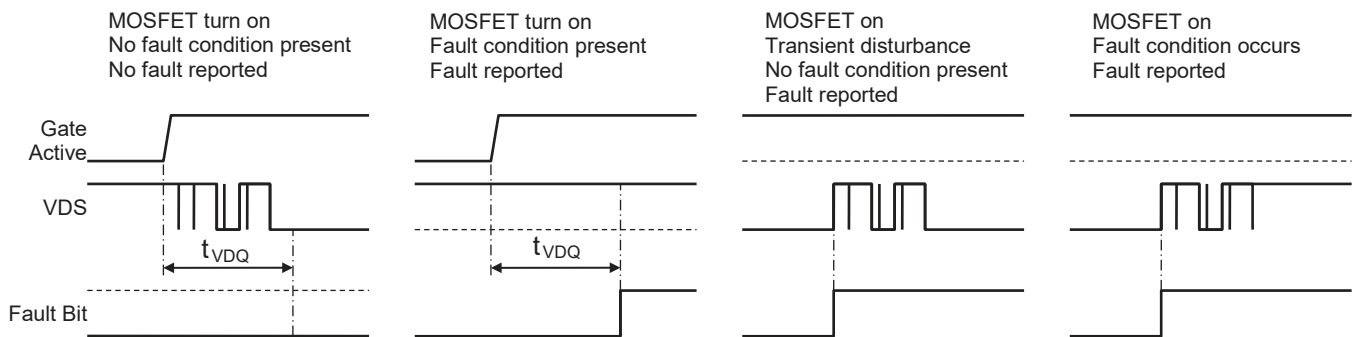 MOSFET turn on
No fault condition present
No fault reported
MOSFET turn on
Fault condition present
Fault reported
MOSFET on
Transient disturbance
No fault condition present
Fault reported
MOSFET on
Fault condition occurs
Fault reported
Gate
Active
VDS
tVDQ
tVDQ
Fault Bit